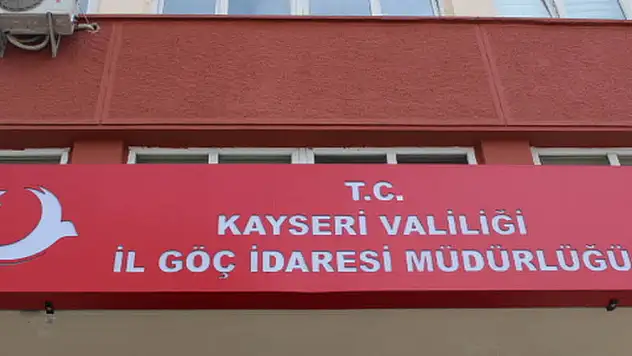 T.C.
KAYSERİ VALİLİĞİ
İL GÖÇ İDARESİ MÜDÜRLÜĞÜ